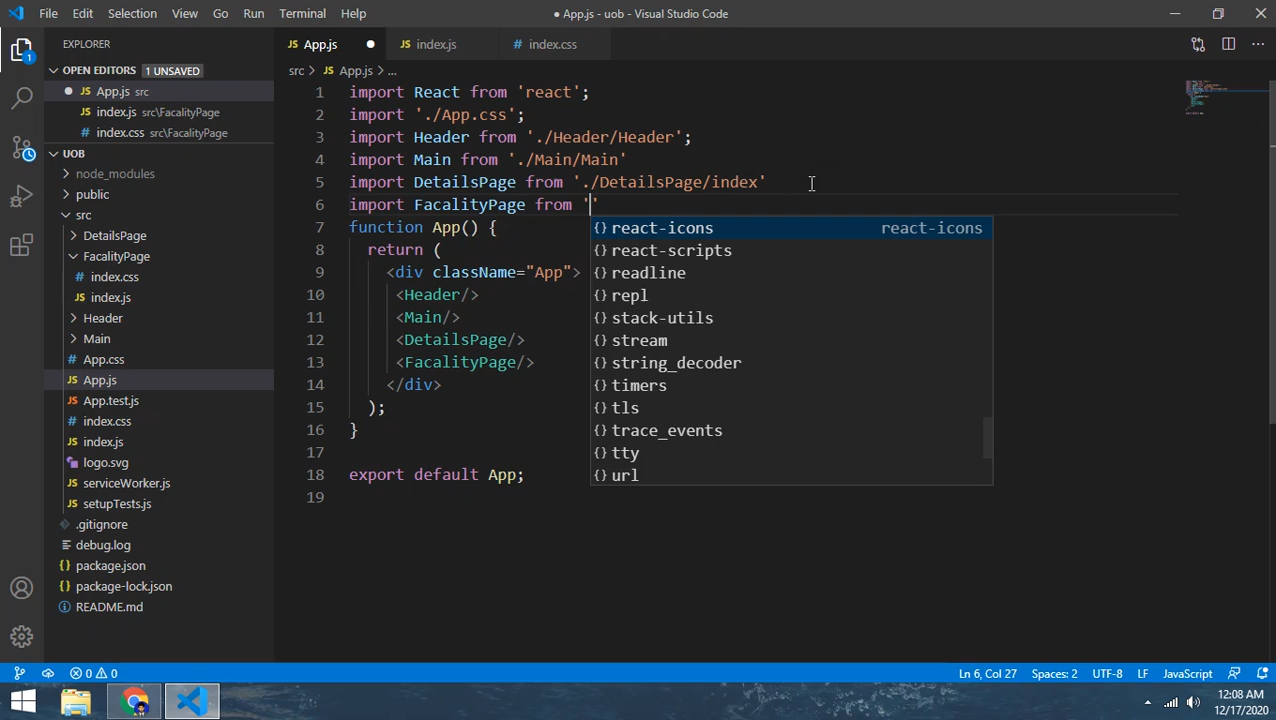 File Edit Selection View Go Run Terminal Help
● App.js - uob - Visual Studio Code
EXPLORER
OPEN EDITORS 1 UNSAVED
App.js src
index.js src\FacalityPage
index.css src\FacalityPage
UOB
node_modules
public
src
DetailsPage
FacalityPage
index.css
index.js
Header
Main
App.css
App.js
App.test.js
index.css
index.js
logo.svg
serviceWorker.js
setupTests.js
.gitignore
debug.log
package.json
package-lock.json
README.md
App.js index.js index.css
src > App.js > ...
1 import React from 'react';
2 import './App.css';
3 import Header from './Header/Header';
4 import Main from './Main/Main'
5 import DetailsPage from './DetailsPage/index'
6 import FacalityPage from ''
7 function App() {
8 return (
9 <div className="App">
10 <Header/>
11 <Main/>
12 <DetailsPage/>
13 <FacalityPage/>
14 </div>
15 );
16 }
17
18 export default App;
19
{} react-icons react-icons
{} react-scripts
{} readline
{} repl
{} stack-utils
{} stream
{} string_decoder
{} timers
{} tls
{} trace_events
{} tty
{} url
0 0 Ln 6, Col 27 Spaces: 2 UTF-8 LF JavaScript
12:08 AM
12/17/2020